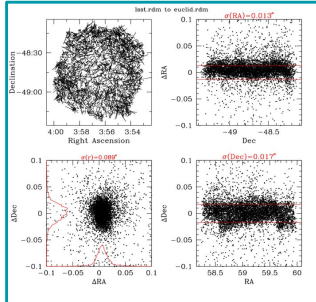 last.rdm to euclid.rdm
σ(RA)=0.013"
Declination
-48:30
-49:00
4:00 3:58 3:56 3:54
Right Ascension
ΔRA
0.1
0.05
0
-0.05
-0.1
-49 -48.5
Dec
σ(r)=0.089"
ΔDec
0.1
0.05
0
-0.05
-0.1
-0.1 -0.05 0 0.05 0.1
ΔRA
σ(Dec)=0.017"
ΔDec
0.1
0.05
0
-0.05
-0.1
58.5 59 59.5 60
RA